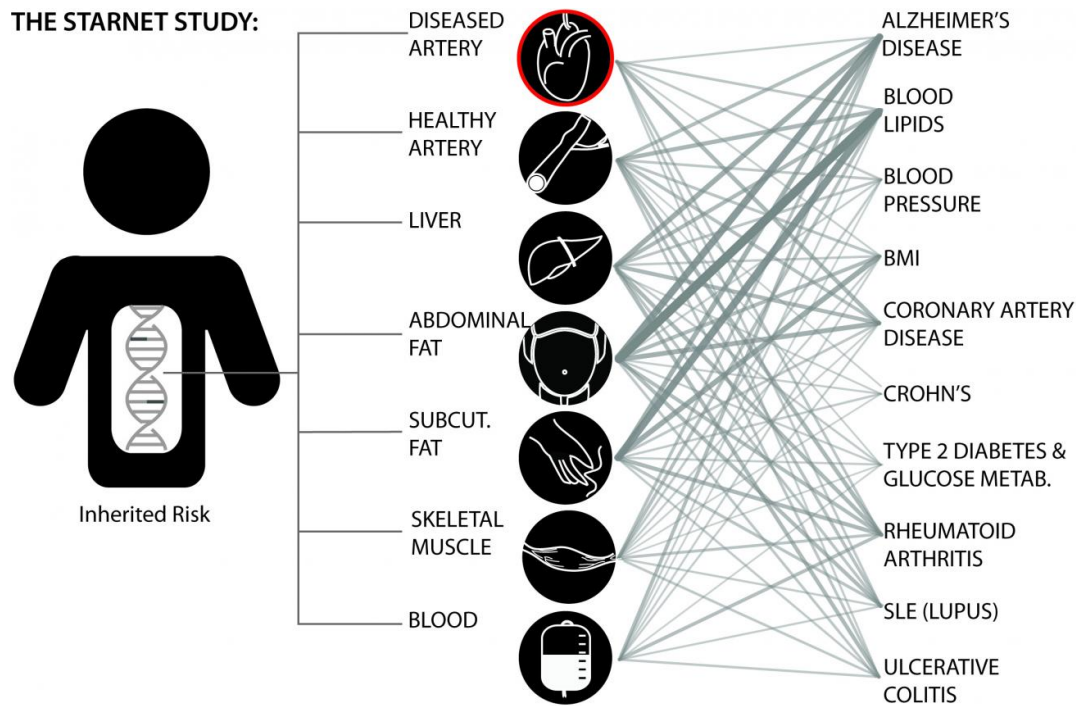 THE STARNET STUDY:
DISEASED
ARTERY
HEALTHY
ARTERY
LIVER
ABDOMINAL
FAT
SUBCUT.
FAT
SKELETAL
MUSCLE
BLOOD
Inherited Risk
ALZHEIMER'S
DISEASE
BLOOD
LIPIDS
BLOOD
PRESSURE
BMI
CORONARY ARTERY
DISEASE
CROHN'S
TYPE 2 DIABETES &
GLUCOSE METAB.
RHEUMATOID
ARTHRITIS
SLE (LUPUS)
ULCERATIVE
COLITIS